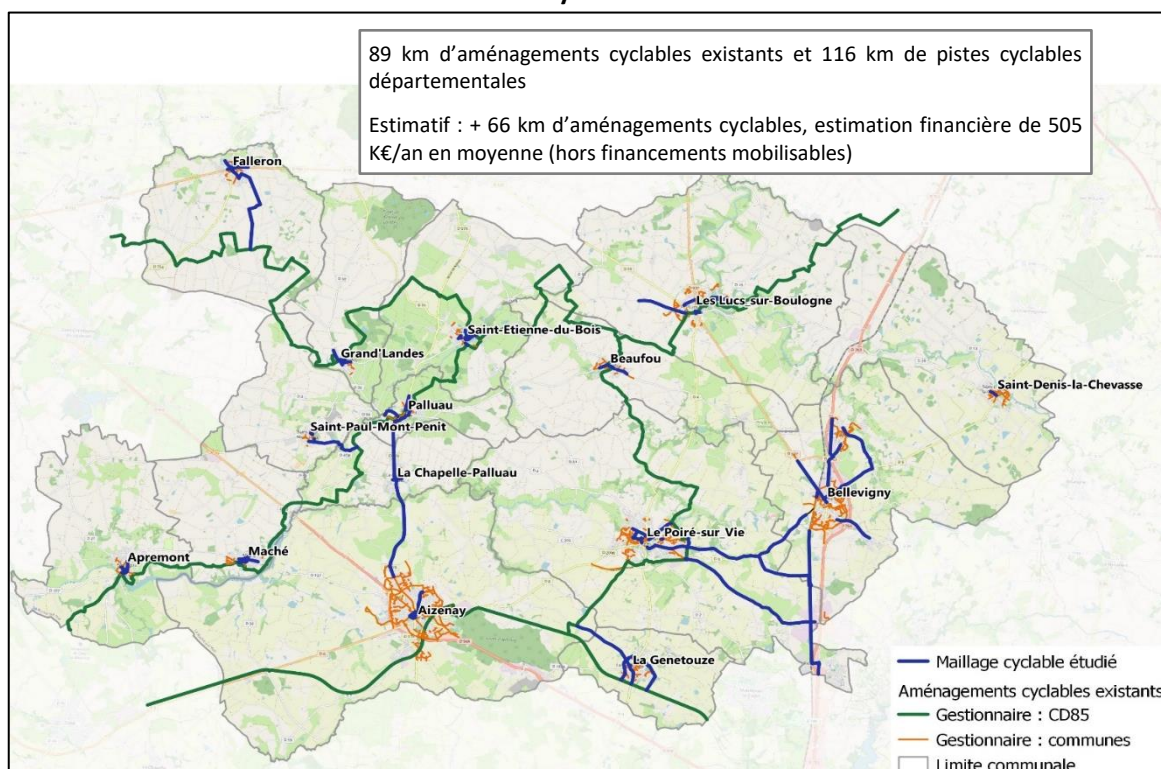 89 km d’aménagements cyclables existants et 116 km de pistes cyclables
départementales
Estimatif : + 66 km d’aménagements cyclables, estimation financière de 505
K€/an en moyenne (hors financements mobilisables)
Falleron
Les Lucs-sur-Boulogne
Saint-Etienne-du-Bois
Grand'Landes
Beaufou
Saint-Denis-la-Chevasse
Palluau
Saint-Paul-Mont-Penit
La Chapelle-Palluau
Bellevigny
Le Poiré-sur_Vie
Apremont
Maché
Aizenay
La Genetouze
Maillage cyclable étudié
Aménagements cyclables existants
Gestionnaire : CD85
Gestionnaire : communes
Limite communale